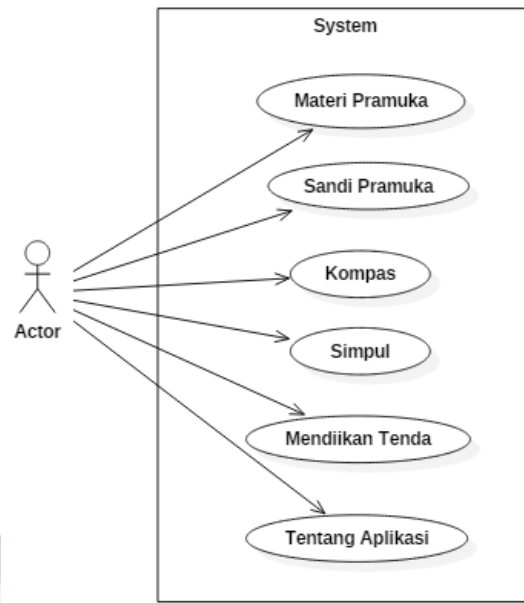 System
Materi Pramuka
Sandi Pramuka
Kompas
Actor
Simpul
Mendiikan Tenda
Tentang Aplikasi